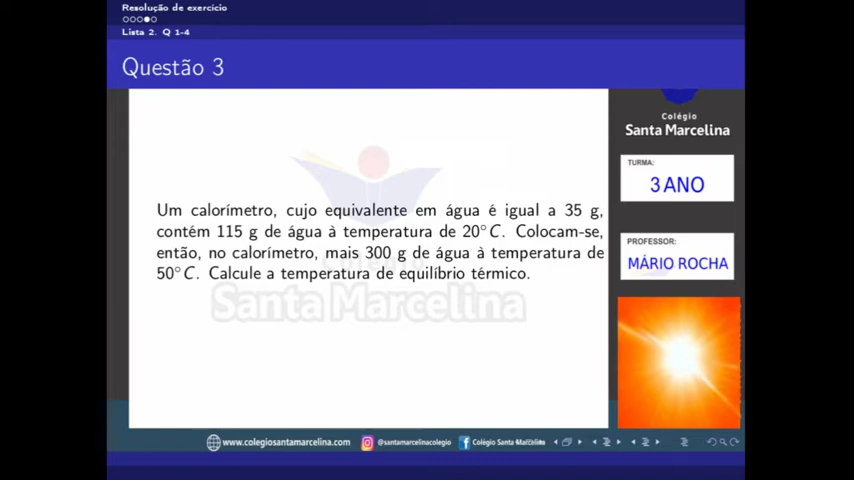 Resolução de exercício
Lista 2. Q 1-4
Questão 3
Um calorímetro, cujo equivalente em água é igual a 35 g,
contém 115 g de água à temperatura de 20°C. Colocam-se,
então, no calorímetro, mais 300 g de água à temperatura de
50°C. Calcule a temperatura de equilíbrio térmico.
Colégio
Santa Marcelina
Colégio
Santa Marcelina
TURMA:
3 ANO
PROFESSOR:
MÁRIO ROCHA
www.colegiosantamarcelina.com @santamarcelinacolegio Colégio Santa Marcelina